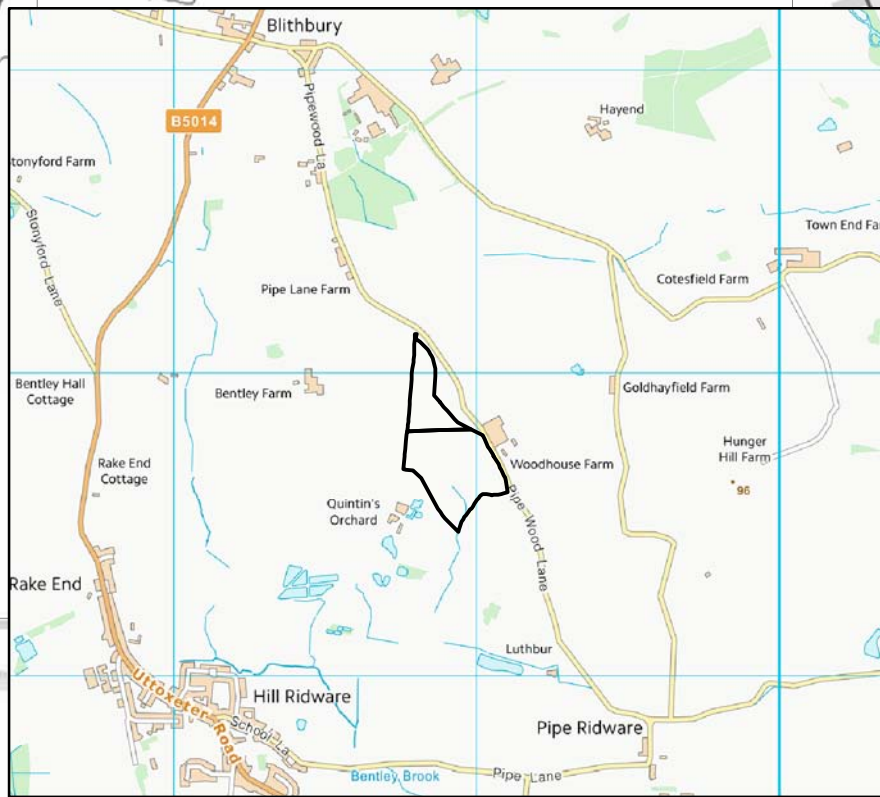 Blithbury
B5014
Pipewood La
Hayend
tonyford Farm
Stonyford Lane
Town End Fa
Cotesfield Farm
Pipe Lane Farm
Bentley Hall
Cottage
Bentley Farm
Goldhayfield Farm
Hunger
Hill Farm
96
Rake End
Cottage
Woodhouse Farm
Quintin's
Orchard
Pipe Wood Lane
Rake End
Luthbur
Uttoxeter Road
Hill Ridware
School La
Pipe Ridware
Bentley Brook
Pipe Lane